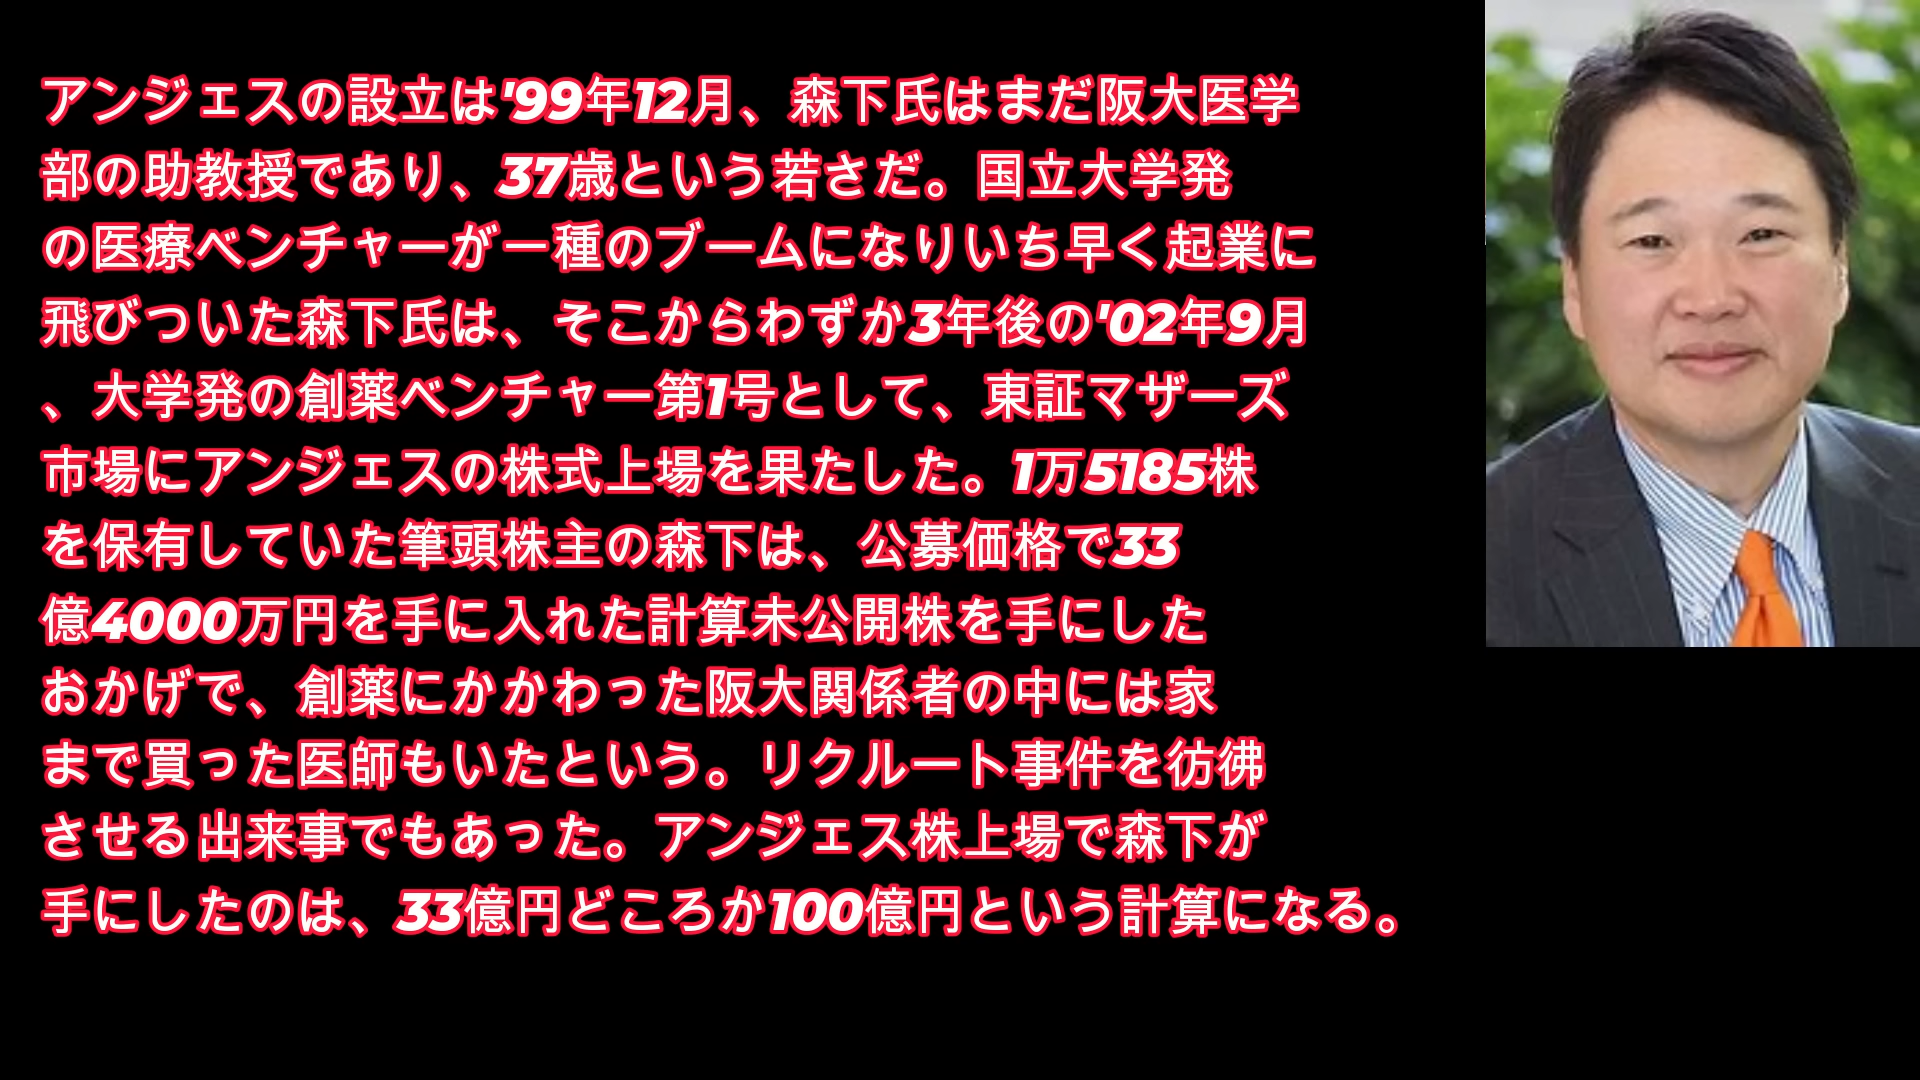 アンジェスの設立は'99年12月、森下氏はまだ阪大医学
部の助教授であり、37歳という若さだ。国立大学発
の医療ベンチャーが一種のブームになりいち早く起業に
飛びついた森下氏は、そこからわずか3年後の'02年9月
、大学発の創薬ベンチャー第1号として、東証マザーズ
市場にアンジェスの株式上場を果たした。1万5185株
を保有していた筆頭株主の森下は、公募価格で33
億4000万円を手に入れた計算未公開株を手にした
おかげで、創薬にかかわった阪大関係者の中には家
まで買った医師もいたという。リクルート事件を彷彿
させる出来事でもあった。アンジェス株上場で森下が
手にしたのは、33億円どころか100億円という計算になる。